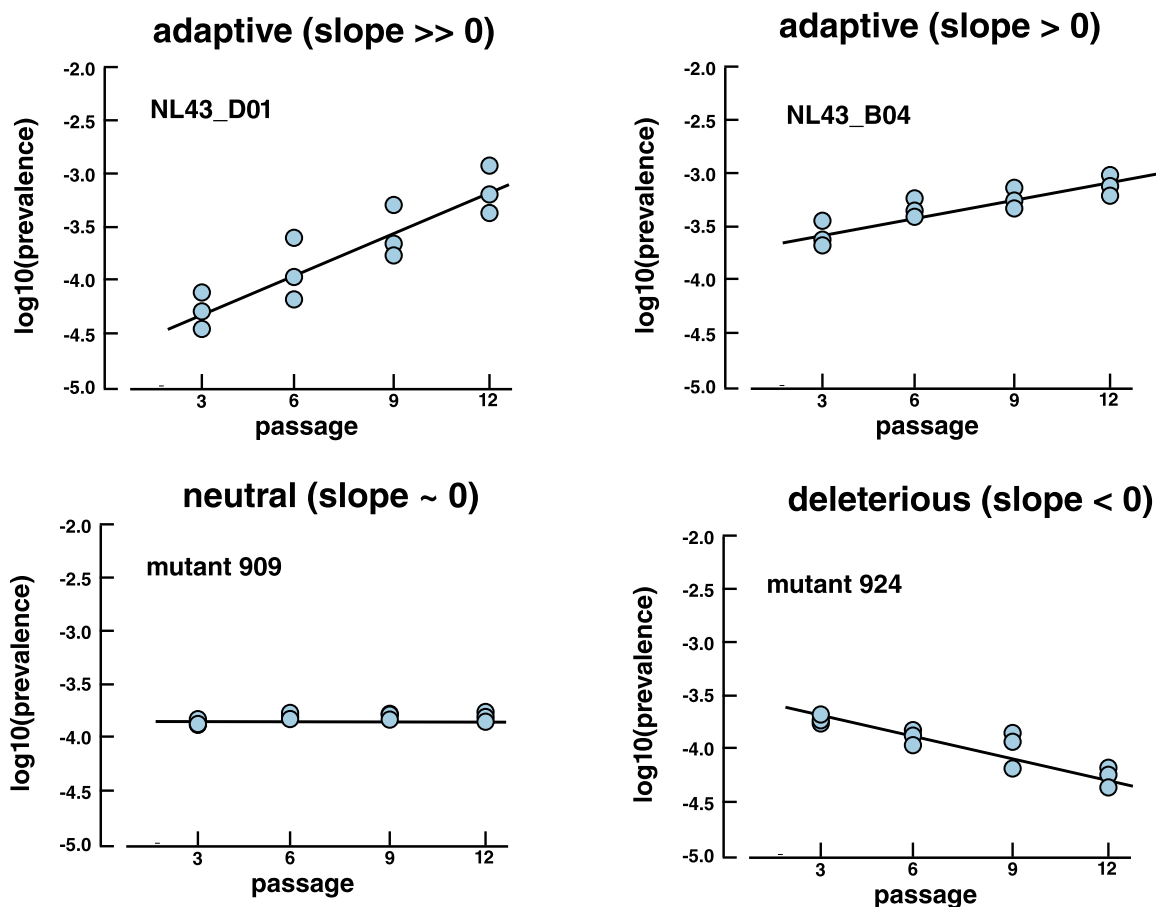 adaptive (slope >> 0)
NL43_D01
log10(prevalence)
-2.0
-2.5
-3.0
-3.5
-4.0
-4.5
-5.0
3 6 9 12
passage
adaptive (slope > 0)
NL43_B04
log10(prevalence)
-2.0
-2.5
-3.0
-3.5
-4.0
-4.5
-5.0
3 6 9 12
passage
neutral (slope ~ 0)
mutant 909
log10(prevalence)
-2.0
-2.5
-3.0
-3.5
-4.0
-4.5
-5.0
3 6 9 12
passage
deleterious (slope < 0)
mutant 924
log10(prevalence)
-2.0
-2.5
-3.0
-3.5
-4.0
-4.5
-5.0
3 6 9 12
passage